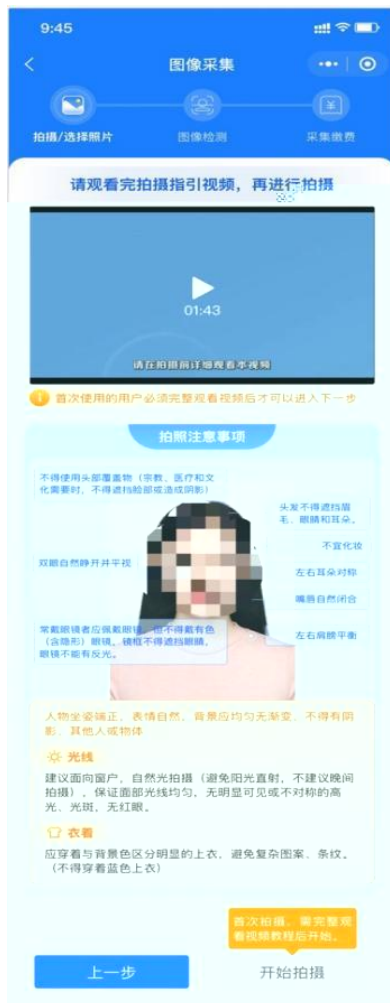 9:45
图像采集
拍摄/选择照片
图像检测
采集缴费
请观看完拍摄指引视频，再进行拍摄
01:43
请在拍摄前详细观看本视频
首次使用的用户必须完整观看视频后才可以进入下一步
拍照注意事项
不得使用头部覆盖物（宗教、医疗和文
化需要时，不得遮挡脸部或造成阴影）
头发不得遮挡眉
毛、眼睛和耳朵。
不宜化妆
双眼自然睁开并平视
左右耳朵对称
嘴唇自然闭合
常戴眼镜者应佩戴眼镜，但不得戴有色
（含隐形）眼镜，镜框不得遮挡眼睛，
眼镜不能有反光。
左右肩膀平衡
人物坐姿端正，表情自然，背景应均匀无渐变，不得有阴
影、其他人或物体
光线
建议面向窗户，自然光拍摄（避免阳光直射，不建议晚间
拍摄），保证面部光线均匀，无明显可见或不对称的高
光、光斑，无红眼。
衣着
应穿着与背景色区分明显的上衣，避免复杂图案、条纹。
（不得穿着蓝色上衣）
首次拍摄，需完整观
看视频教程后开始。
上一步
开始拍摄